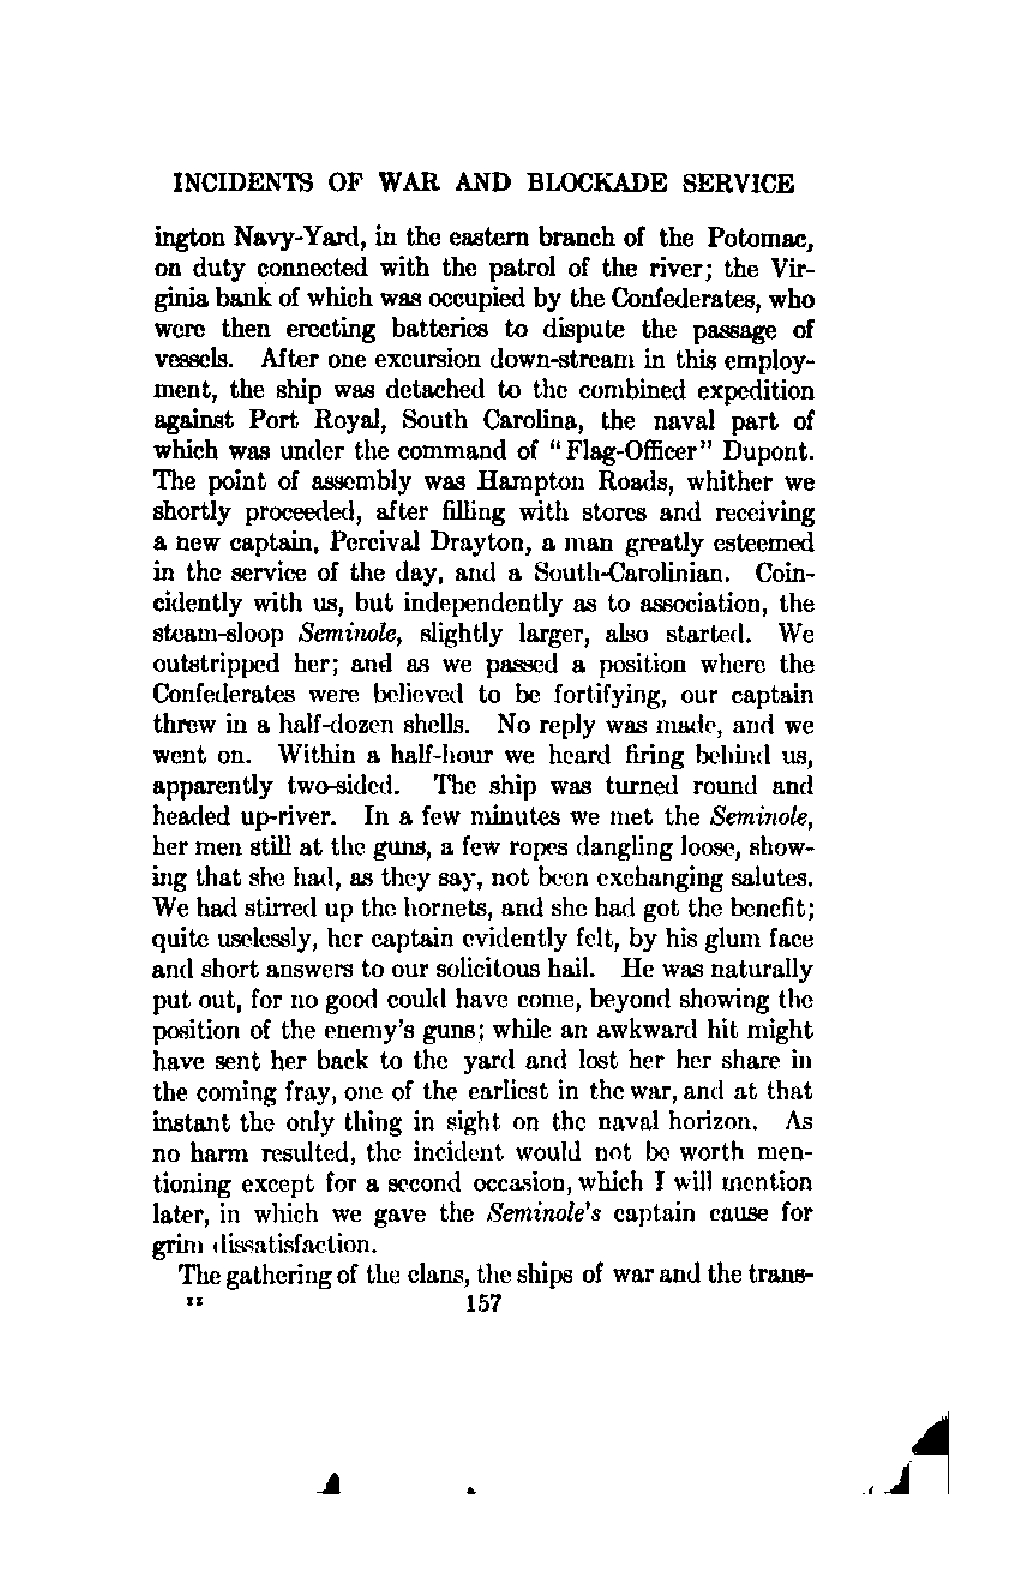 INCIDENTS OF WAR AND BLOCKADE SERVICE
ington Navy-Yard, in the eastern branch of the Potomac,
on duty connected with the patrol of the river; the Vir-
ginia bank of which was occupied by the Confederates, who
were then erecting batteries to dispute the passage of
vessels. After one excursion down-stream in this employ-
ment, the ship was detached to the combined expedition
against Port Royal, South Carolina, the naval part of
which was under the command of "Flag-Officer" Dupont.
The point of assembly was Hampton Roads, whither we
shortly proceeded, after filling with stores and receiving
a new captain, Percival Drayton, a man greatly esteemed
in the service of the day, and a South-Carolinian. Coin-
cidently with us, but independently as to association, the
steam-sloop Seminole, slightly larger, also started. We
outstripped her; and as we passed a position where the
Confederates were believed to be fortifying, our captain
threw in a half-dozen shells. No reply was made, and we
went on. Within a half-hour we heard firing behind us,
apparently two-sided. The ship was turned round and
headed up-river. In a few minutes we met the Seminole,
her men still at the guns, a few ropes dangling loose, show-
ing that she had, as they say, not been exchanging salutes.
We had stirred up the hornets, and she had got the benefit;
quite uselessly, her captain evidently felt, by his glum face
and short answers to our solicitous hail. He was naturally
put out, for no good could have come, beyond showing the
position of the enemy's guns; while an awkward hit might
have sent her back to the yard and lost her her share in
the coming fray, one of the earliest in the war, and at that
instant the only thing in sight on the naval horizon. As
no harm resulted, the incident would not be worth men-
tioning except for a second occasion, which I will mention
later, in which we gave the Seminole's captain cause for
grim dissatisfaction.
The gathering of the clans, the ships of war and the trans-
11 157